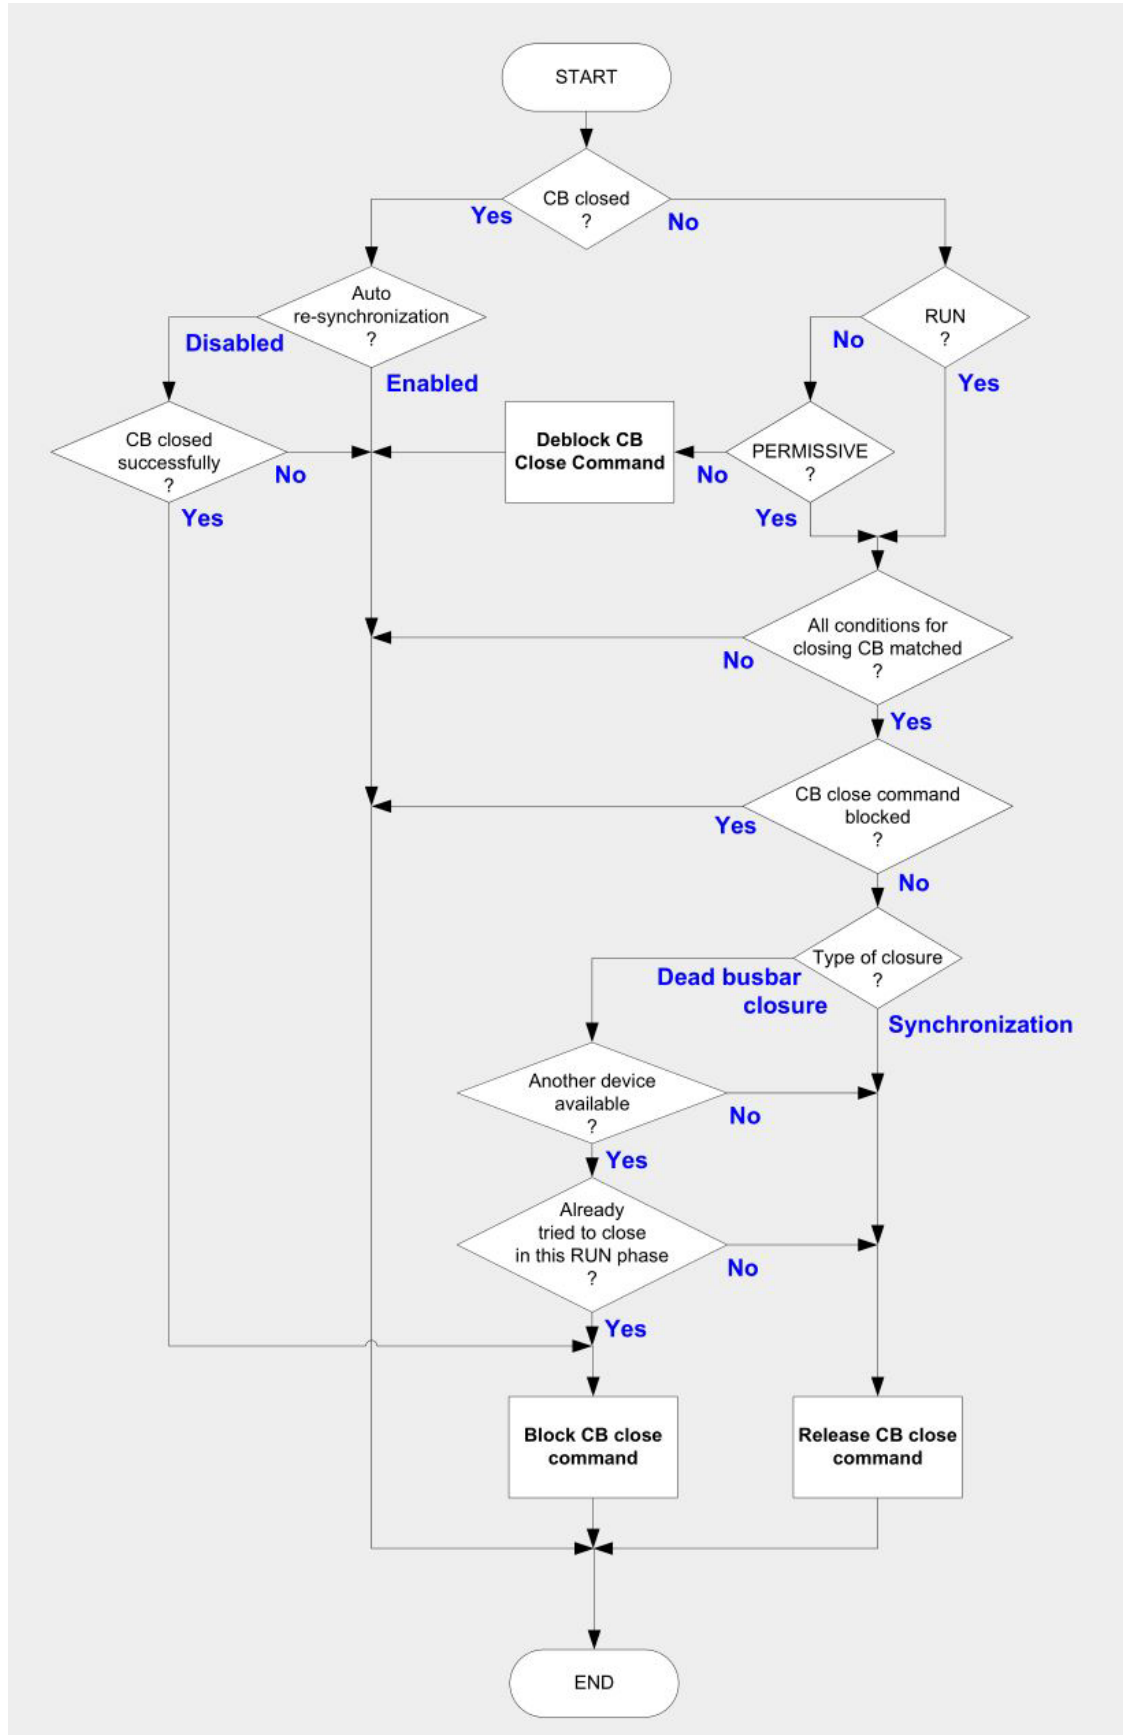 START
CB closed
?
Yes
No
Auto
re-synchronization
?
RUN
?
Disabled
No
Enabled
Yes
CB closed
successfully
?
Deblock CB
Close Command
PERMISSIVE
?
No
No
Yes
Yes
All conditions for
closing CB matched
?
No
Yes
CB close command
blocked
?
Yes
No
Type of closure
?
Dead busbar
closure
Synchronization
Another device
available
?
No
Yes
Already
tried to close
in this RUN phase
?
No
Yes
Block CB close
command
Release CB close
command
END